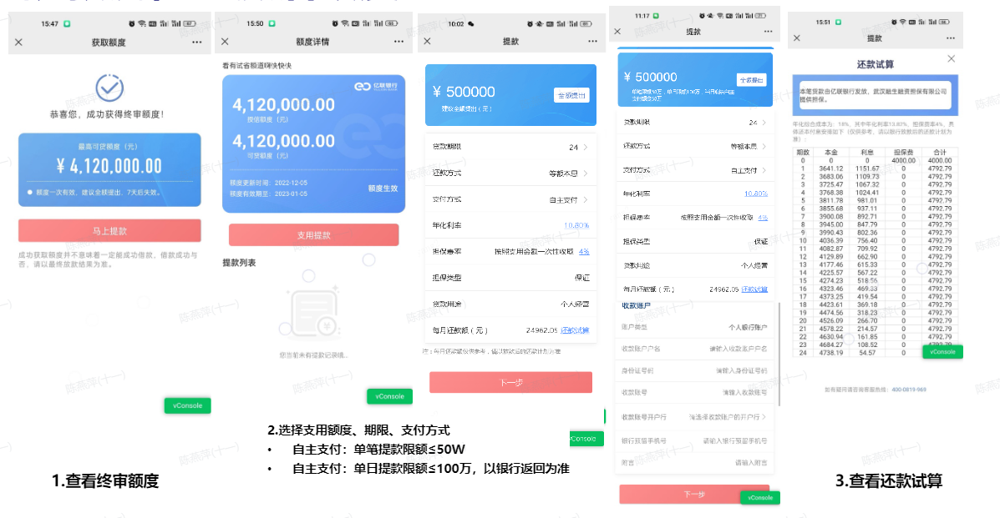 15:47
获取额度
恭喜您，成功获得终审额度!
最高可贷额度（元）
￥ 4,120,000.00
额度一次有效，建议全额提出，7天后失效。
马上提款
成功获取额度并不意味着一定能成功借款，借款成功与
否，请以最终放款结果为准。
vConsole
1.查看终审额度
15:50
额度详情
亿联银行
4,120,000.00
授信额度（元）
4,120,000.00
可贷额度（元）
额度更新时间：2022-12-05
额度有效期至：2023-01-05
额度生效
支用提款
提款列表
您当前未有提款记录哦...
vConsole
10:02
提款
￥ 500000
全额提出
建议全额提出（元）
贷款期限 24
还款方式 等额本息
支付方式 自主支付
年化利率 10.80%
担保费率 按照支用金额一次性收取 4%
担保类型 保证
贷款用途 个人经营
每月还款额（元） 24962.05 还款试算
注：每月还款额仅供参考，请以放款后的还款计划为准
下一步
vConsole
2.选择支用额度、期限、支付方式
• 自主支付：单笔提款限额≤50W
• 自主支付：单日提款限额≤100万，以银行返回为准
11:17
提款
￥ 500000
全额提出
贷款期限 24
还款方式 等额本息
支付方式 自主支付
年化利率 10.80%
担保费率 按照支用金额一次性收取 4%
担保类型 保证
贷款用途 个人经营
每月还款额（元） 24962.05 还款试算
收款账户
账户类型 个人银行账户
收款账户户名 请输入收款账户户名
身份证号码 请输入身份证号码
收款账号 请输入收款账号
收款账号开户行 请选择收款账户的开户行
银行预留手机号 请输入银行预留手机号
附言 请输入附言
下一步
vConsole
15:51
提款
还款试算
本笔贷款由亿联银行发放，武汉融生融资担保有限公司
提供担保。
年化综合成本为：18%，其中年化利率13.82%，担保费率4%，具
体还本付息安排如下（仅供参考，请以银行放款后的还款计划为
准）：
期数 本金 利息 担保费 合计
0 0 0 4000.00 4000.00
1 3641.12 1151.67 0 4792.79
2 3683.06 1109.73 0 4792.79
3 3725.47 1067.32 0 4792.79
4 3768.38 1024.41 0 4792.79
5 3811.78 981.01 0 4792.79
6 3855.68 937.11 0 4792.79
7 3900.08 892.71 0 4792.79
8 3945.00 847.79 0 4792.79
9 3990.43 802.36 0 4792.79
10 4036.39 756.40 0 4792.79
11 4082.87 709.92 0 4792.79
12 4129.89 662.90 0 4792.79
13 4177.46 615.33 0 4792.79
14 4225.57 567.22 0 4792.79
15 4274.23 518.56 0 4792.79
16 4323.46 469.33 0 4792.79
17 4373.25 419.54 0 4792.79
18 4423.61 369.18 0 4792.79
19 4474.56 318.23 0 4792.79
20 4526.09 266.70 0 4792.79
21 4578.22 214.57 0 4792.79
22 4630.94 161.85 0 4792.79
23 4684.27 108.52 0 4792.79
24 4738.19 54.57 0
vConsole
如有疑问请咨询客服热线：400-0819-969
3.查看还款试算
陈燕萍(十一)